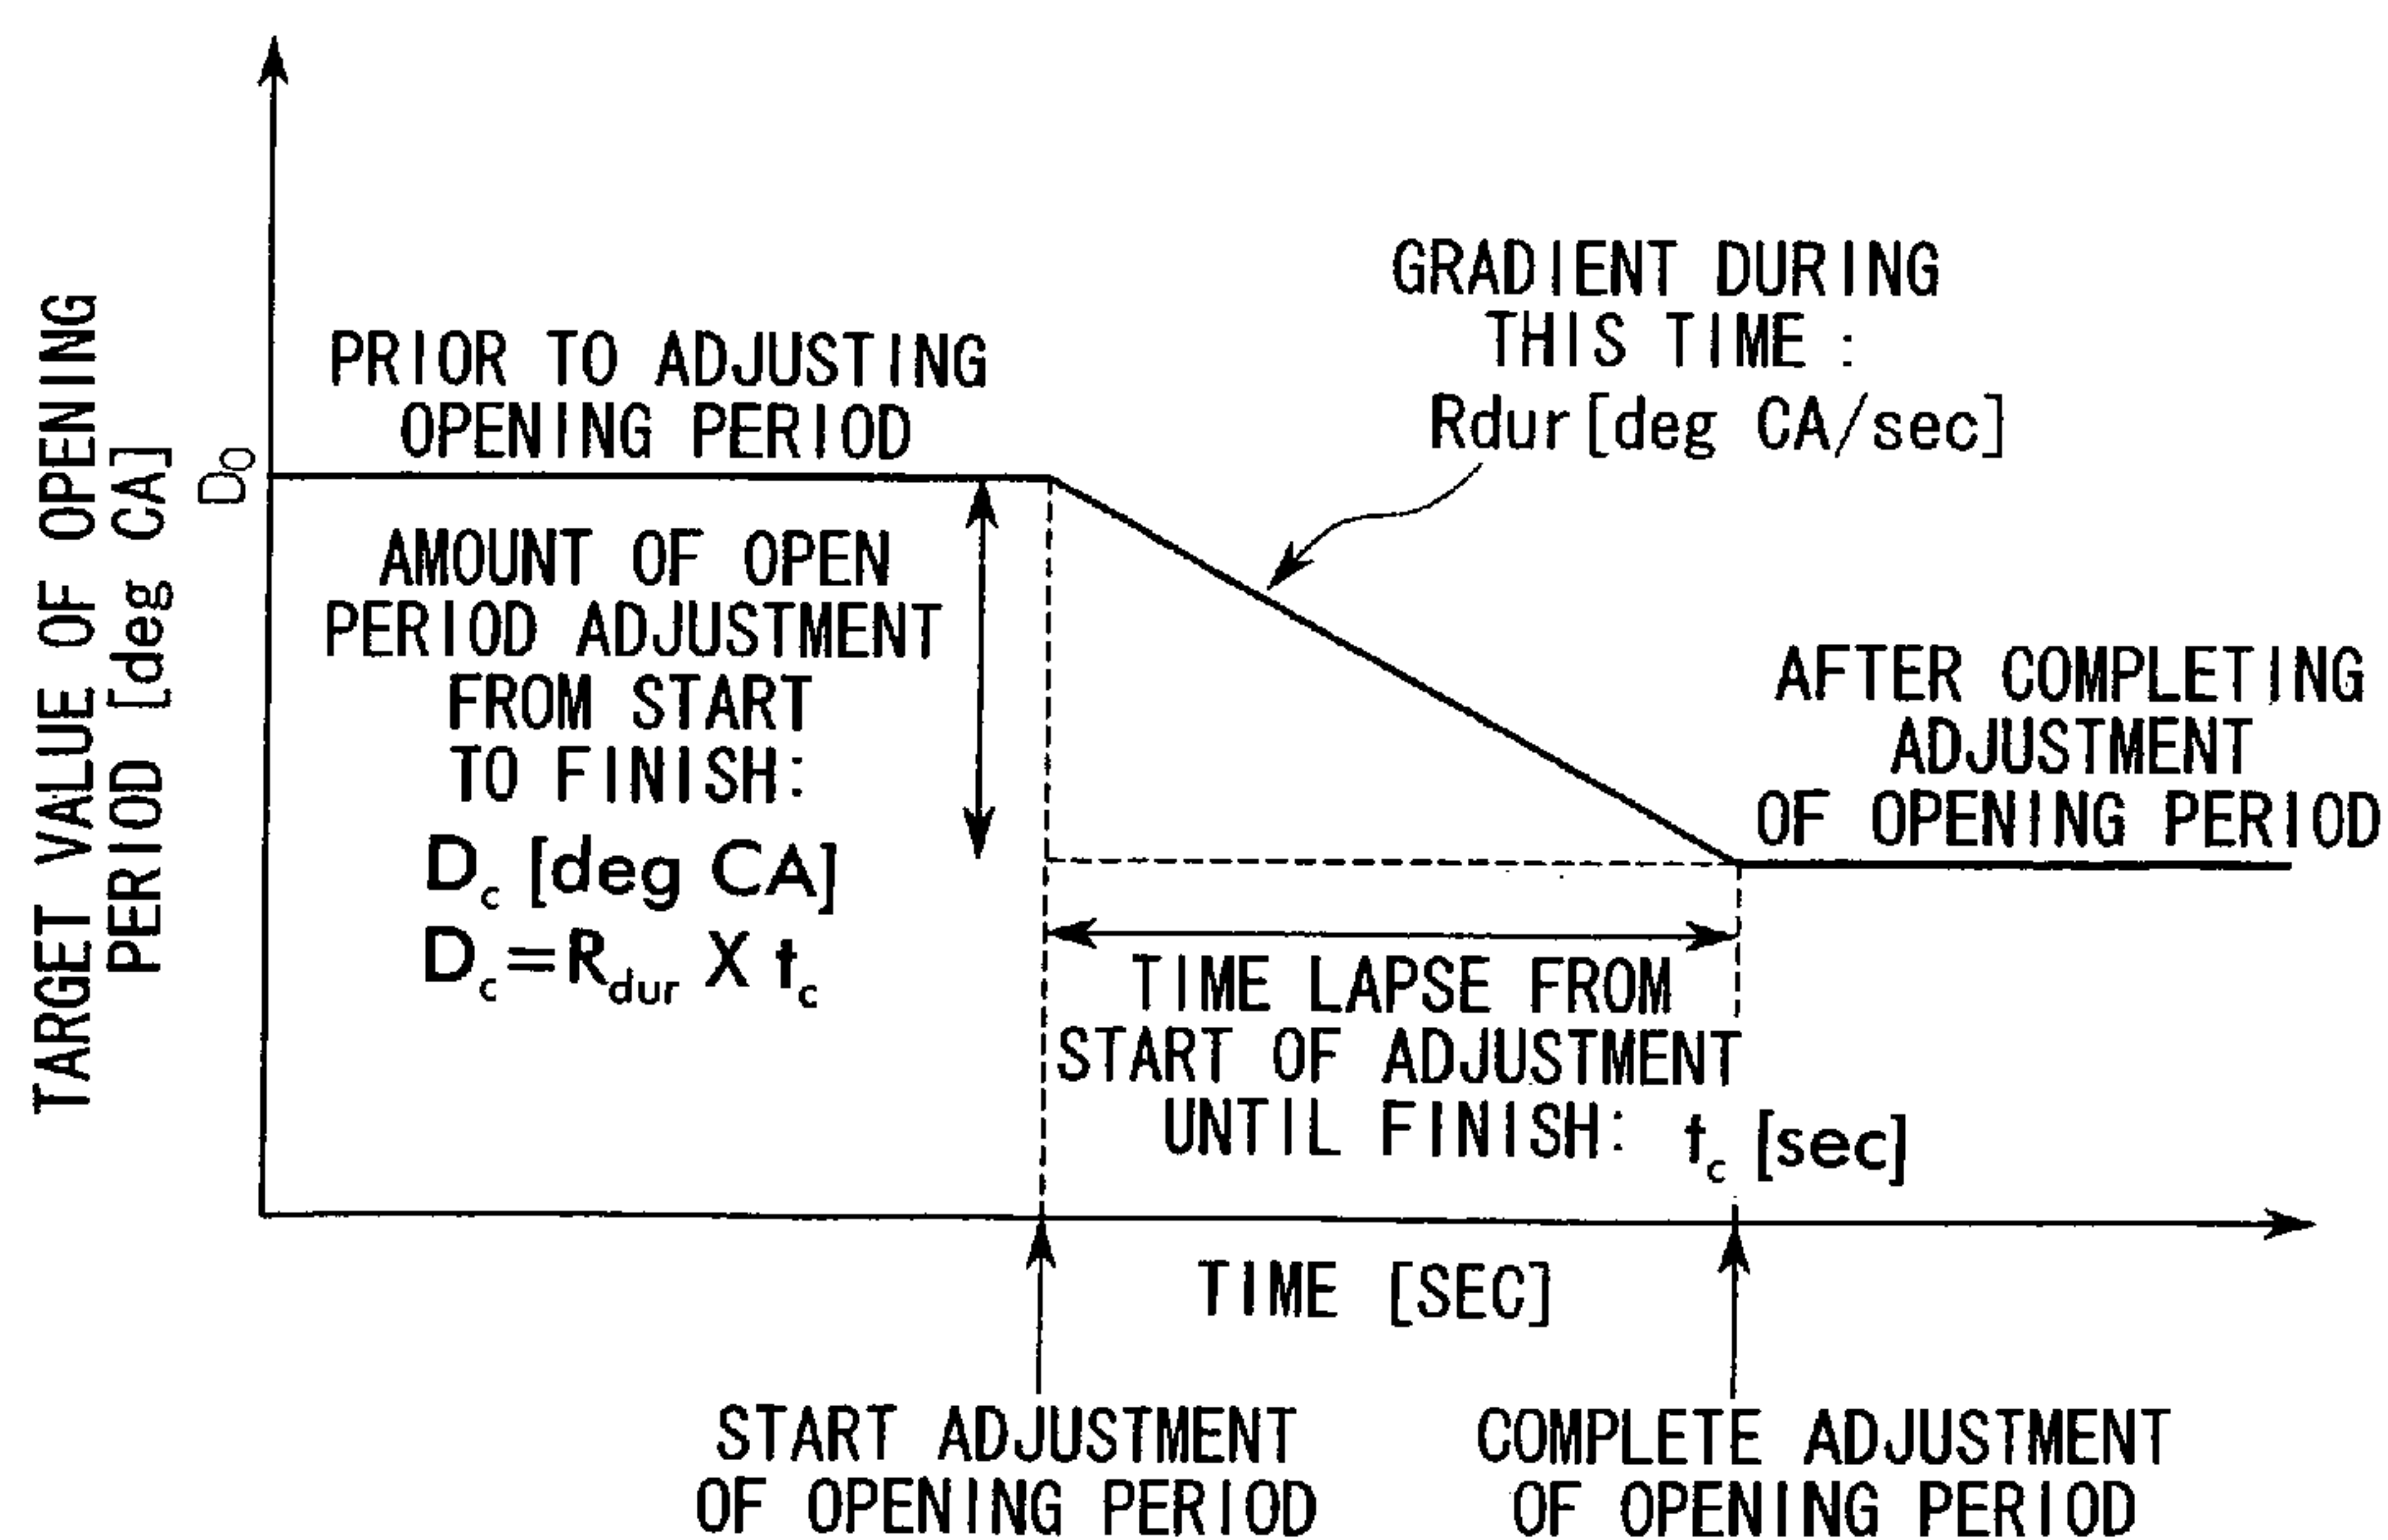 TARGET VALUE OF OPENING
PERIOD [deg CA]
D0
PRIOR TO ADJUSTING
OPENING PERIOD
GRADIENT DURING
THIS TIME :
Rdur[deg CA/sec]
AMOUNT OF OPEN
PERIOD ADJUSTMENT
FROM START
TO FINISH:
Dc [deg CA]
Dc=Rdur X tc
AFTER COMPLETING
ADJUSTMENT
OF OPENING PERIOD
TIME LAPSE FROM
START OF ADJUSTMENT
UNTIL FINISH: tc [sec]
TIME [SEC]
START ADJUSTMENT
OF OPENING PERIOD
COMPLETE ADJUSTMENT
OF OPENING PERIOD